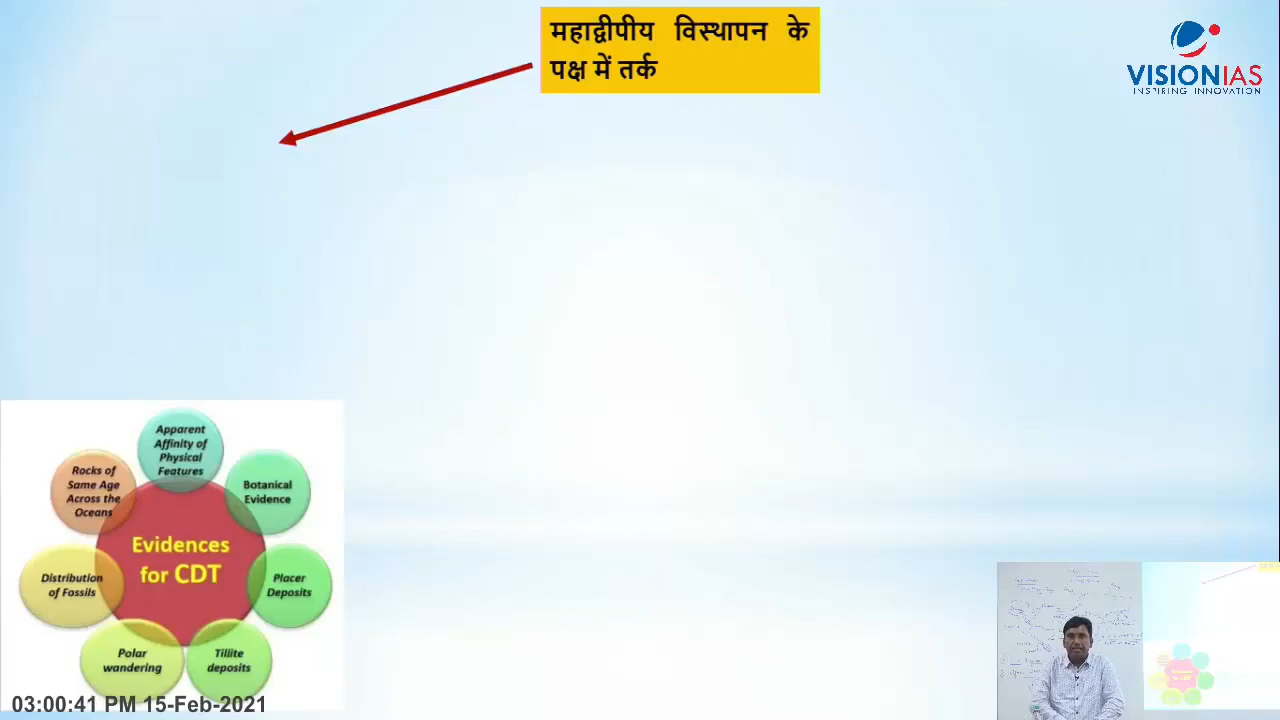 महाद्वीपीय विस्थापन के
पक्ष में तर्क
VISIONIAS
INSPIRING INNOVATION
Apparent
Affinity of
Physical
Features
Rocks of
Same Age
Across the
Oceans
Botanical
Evidence
Evidences
for CDT
Distribution
of Fossils
Placer
Deposits
Polar
wandering
Tillite
deposits
03:00:41 PM 15-Feb-2021